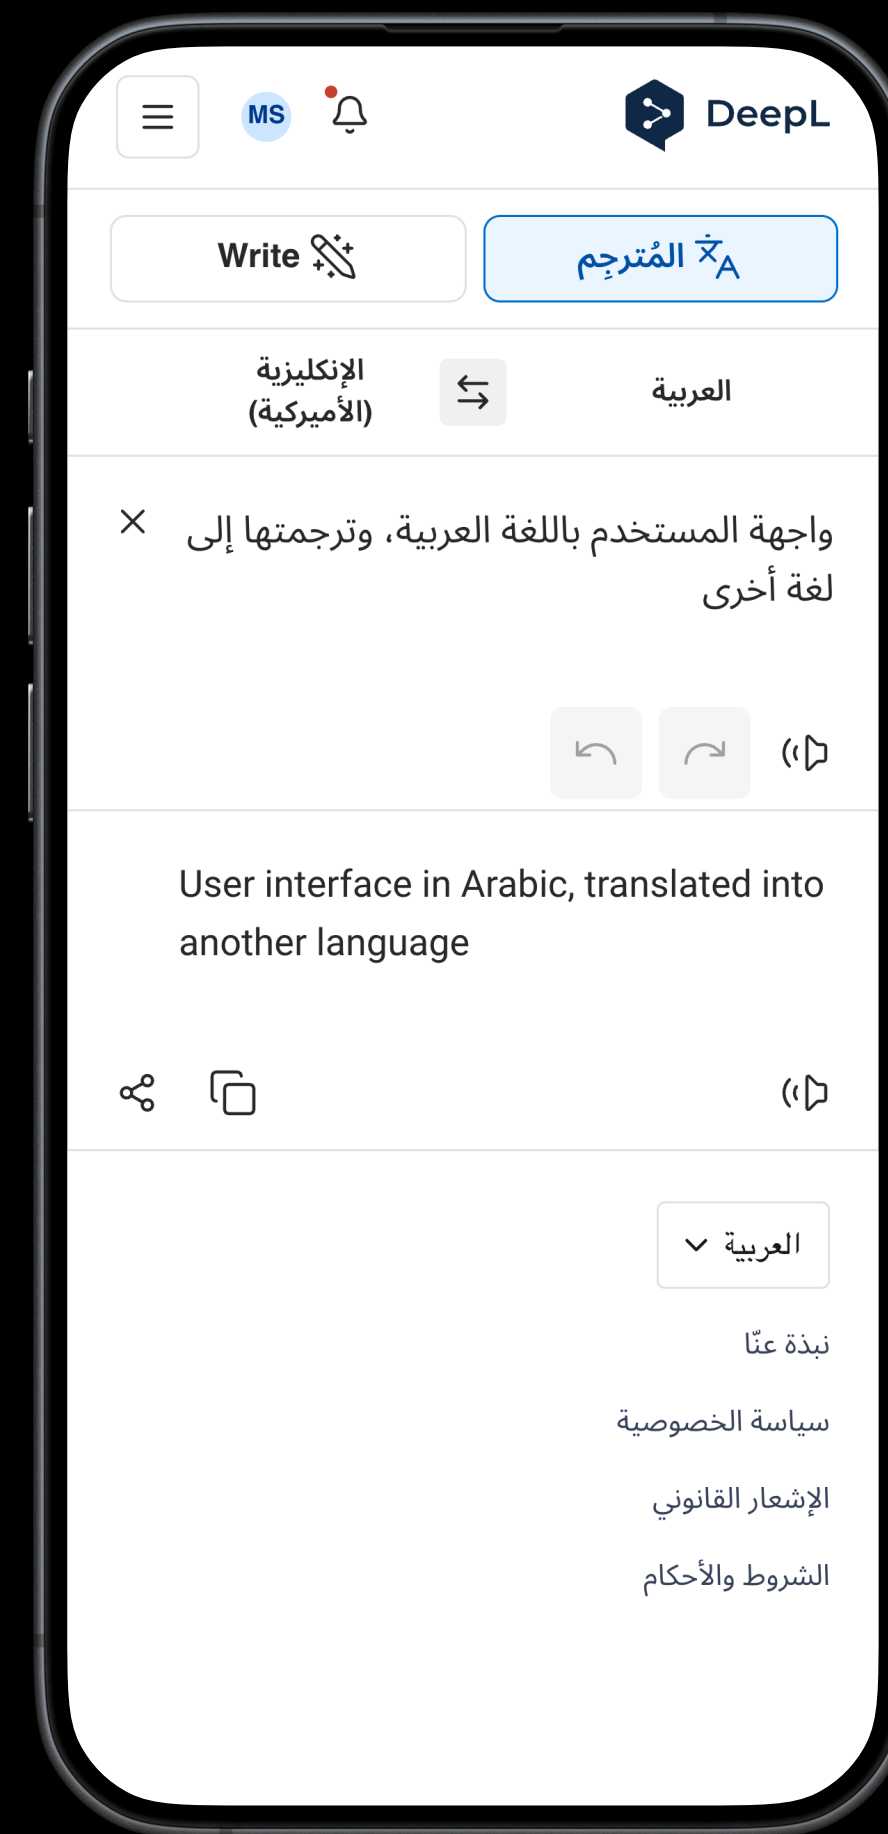 DeepL
MS
المُترجِم
Write
العربية
الإنكليزية
(الأميركية)
واجهة المستخدم باللغة العربية، وترجمتها إلى
لغة أخرى
User interface in Arabic, translated into
another language
العربية
نبذة عنّا
سياسة الخصوصية
الإشعار القانوني
الشروط والأحكام